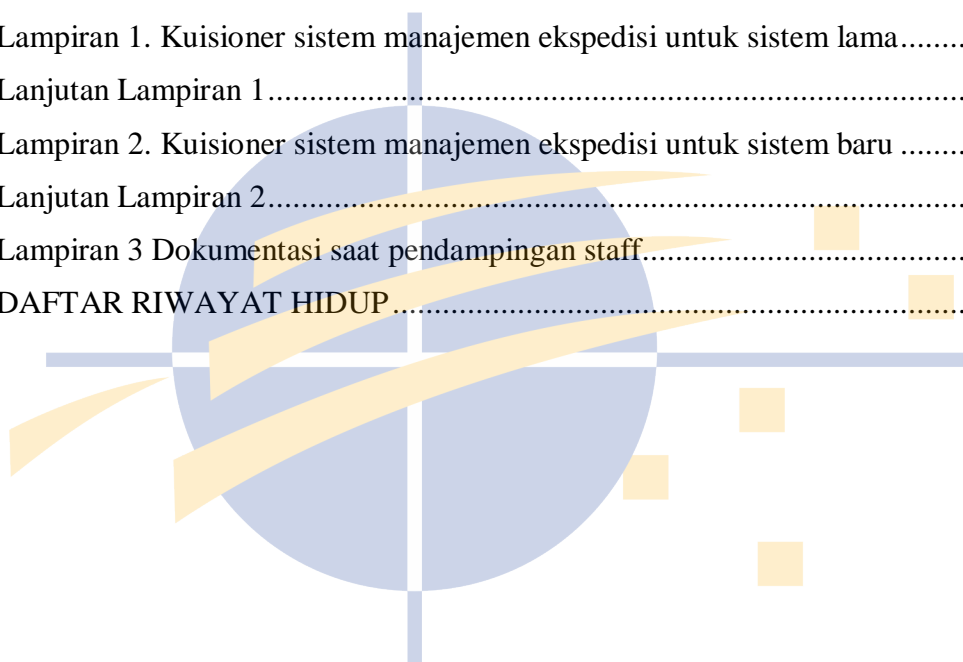 Lampiran 1. Kuisioner sistem manajemen ekspedisi untuk sistem lama........
Lanjutan Lampiran 1..............................................................................................
Lampiran 2. Kuisioner sistem manajemen ekspedisi untuk sistem baru ........
Lanjutan Lampiran 2..............................................................................................
Lampiran 3 Dokumentasi saat pendampingan staff...........................................
DAFTAR RIWAYAT HIDUP..............................................................................